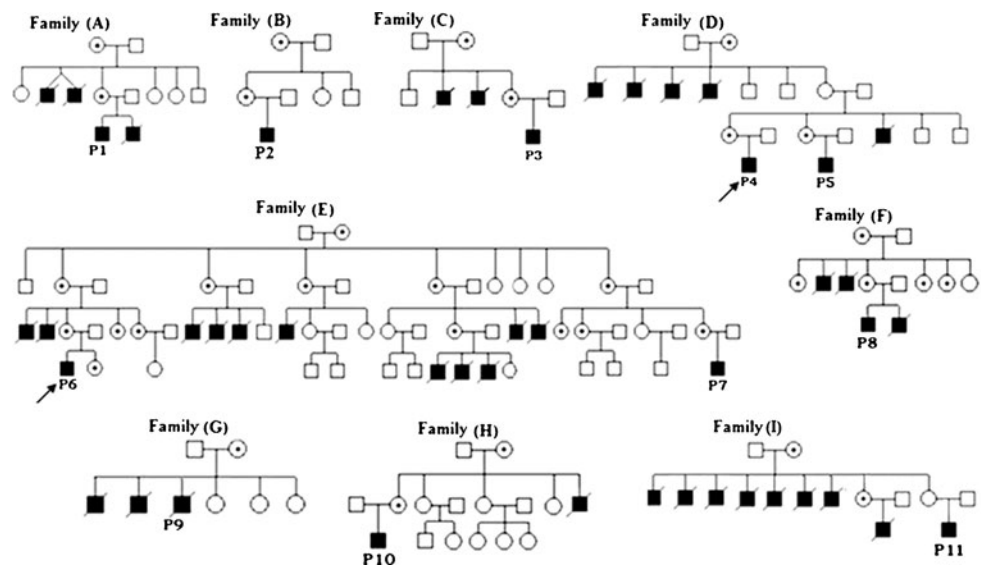 Family (A)
Family (B)
Family (C)
Family (D)
P1
P2
P3
P4
P5
Family (E)
Family (F)
P6
P7
P8
Family (G)
Family (H)
Family (I)
P9
P10
P11